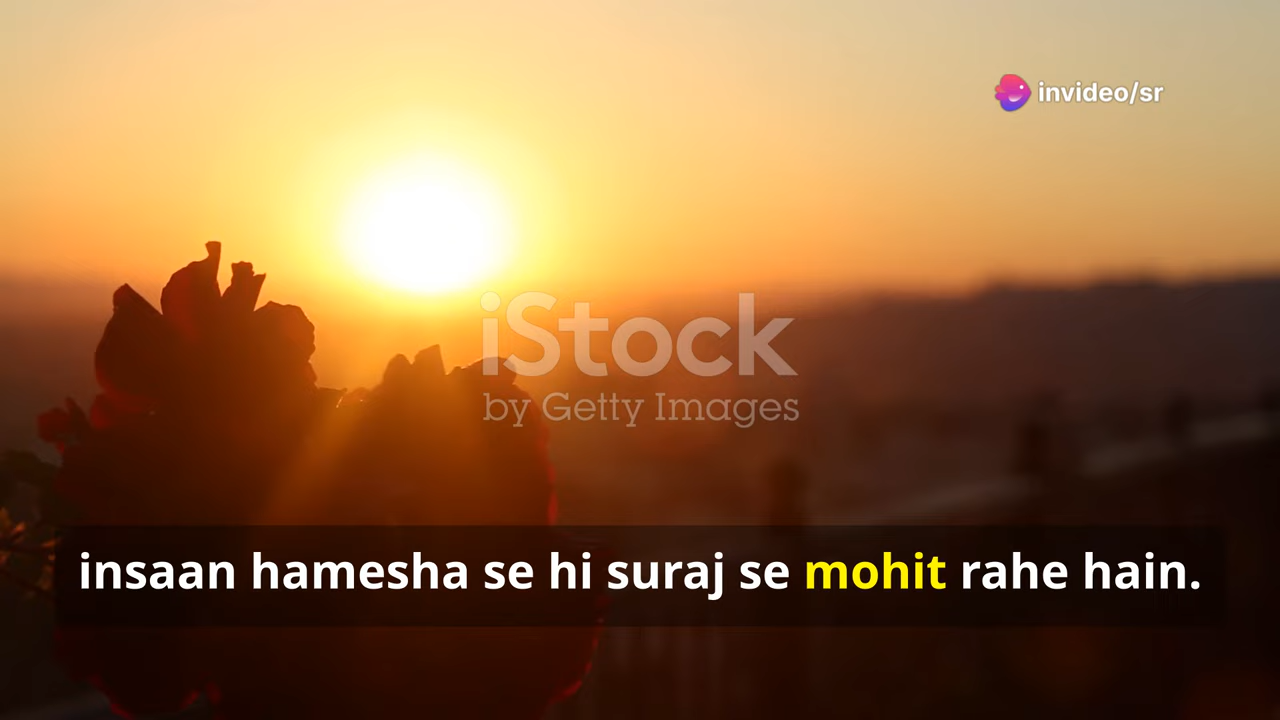 invideo/sr
iStock
by Getty Images
insaan hamesha se hi suraj se mohit rahe hain.